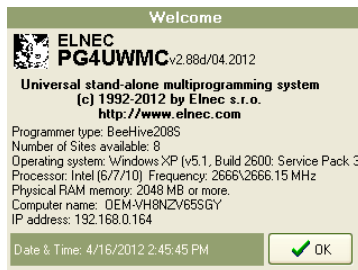 Welcome
ELNEC
PG4UWMC v2.88d/04.2012
Universal stand-alone multiprogramming system
(c) 1992-2012 by Elnec s.r.o.
http://www.elnec.com
Programmer type: BeeHive208S
Number of Sites available: 8
Operating system: Windows XP (v5.1, Build 2600: Service Pack 3
Processor: Intel (6/7/10) Frequency: 2666\2666.15 MHz
Physical RAM memory: 2048 MB or more.
Computer name: OEM-VH8NZV65SGY
IP address: 192.168.0.164
Date & Time: 4/16/2012 2:45:45 PM
OK